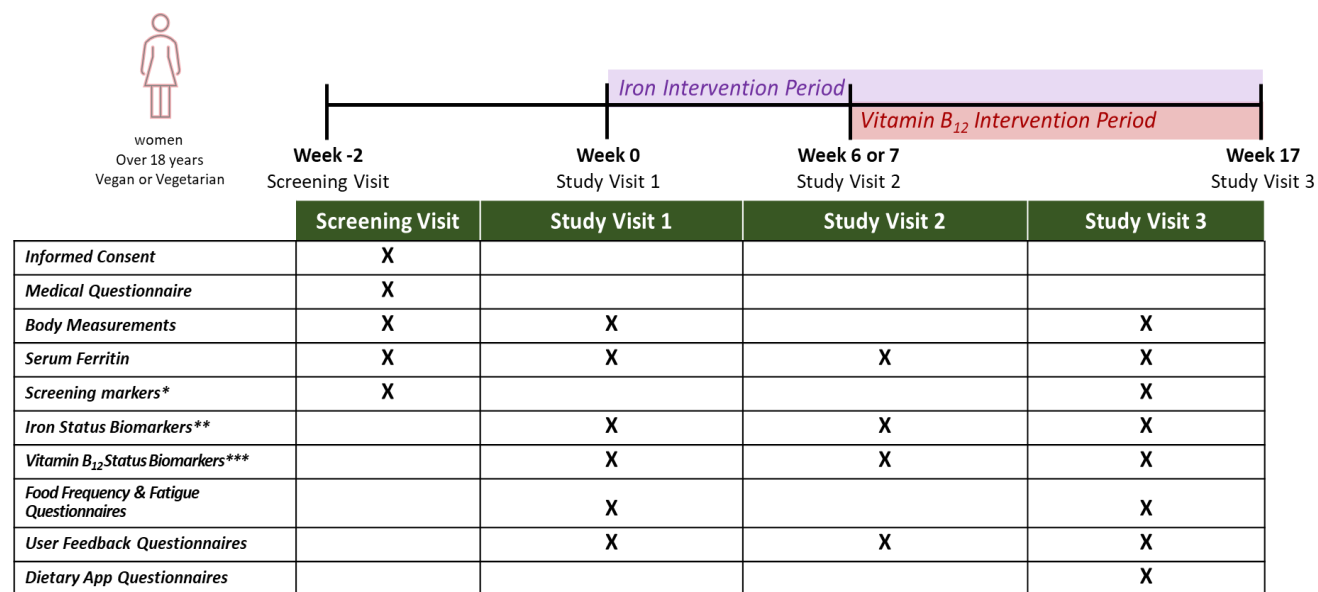 Iron Intervention Period
Vitamin B12 Intervention Period
women
Over 18 years
Vegan or Vegetarian
Week -2
Screening Visit
Week 0
Study Visit 1
Week 6 or 7
Study Visit 2
Week 17
Study Visit 3
Screening Visit Study Visit 1 Study Visit 2 Study Visit 3
Informed Consent X
Medical Questionnaire X
Body Measurements X X X
Serum Ferritin X X X X
Screening markers* X X
Iron Status Biomarkers** X X X
Vitamin B12 Status Biomarkers*** X X X
Food Frequency & Fatigue
Questionnaires X X
User Feedback Questionnaires X X X
Dietary App Questionnaires X